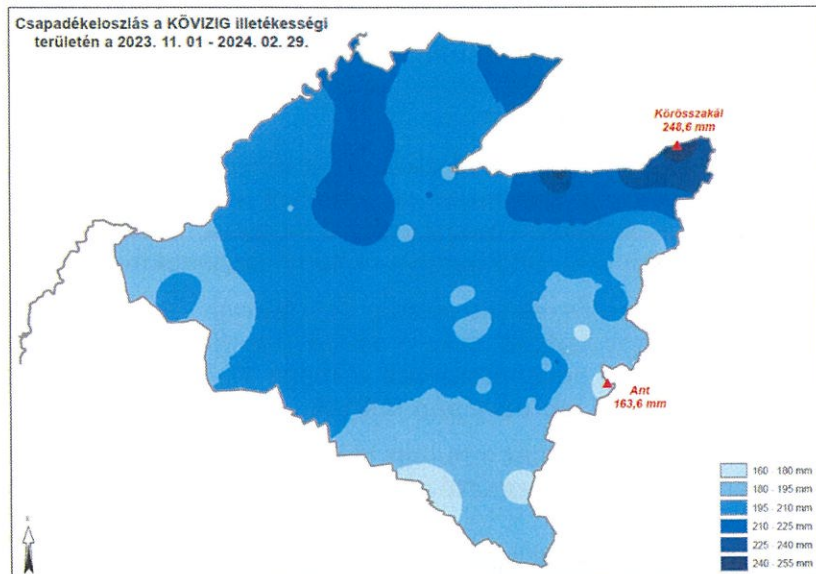 Csapadékeloszlás a KÖVIZIG illetékességi
területén a 2023. 11. 01 - 2024. 02. 29.
Körösszakál
248,6 mm
Ant
163,6 mm
160 - 180 mm
180 - 195 mm
195 - 210 mm
210 - 225 mm
225 - 240 mm
240 - 255 mm